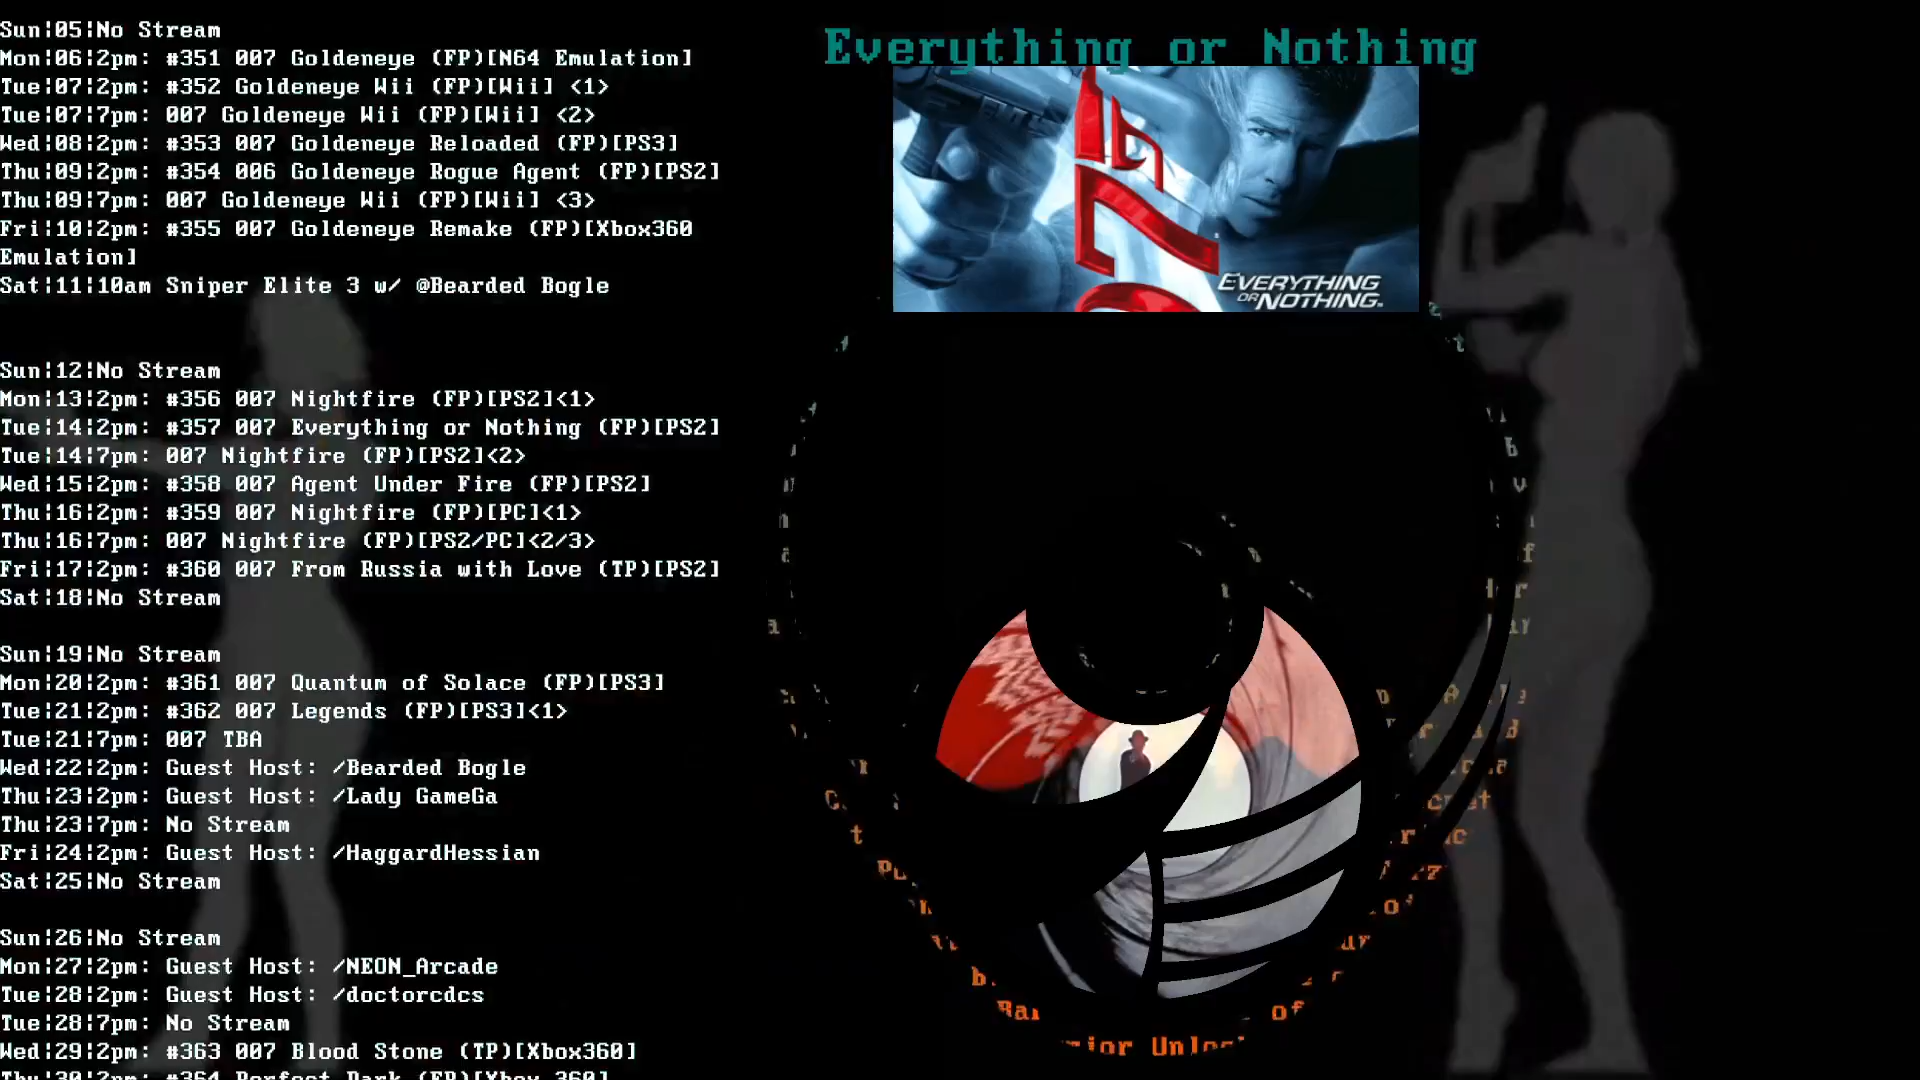 Sun¦05¦No Stream
Mon¦06¦2pm: #351 007 Goldeneye (FP)[N64 Emulation]
Tue¦07¦2pm: #352 Goldeneye Wii (FP)[Wii] <1>
Tue¦07¦7pm: 007 Goldeneye Wii (FP)[Wii] <2>
Wed¦08¦2pm: #353 007 Goldeneye Reloaded (FP)[PS3]
Thu¦09¦2pm: #354 006 Goldeneye Rogue Agent (FP)[PS2]
Thu¦09¦7pm: 007 Goldeneye Wii (FP)[Wii] <3>
Fri¦10¦2pm: #355 007 Goldeneye Remake (FP)[Xbox360
Emulation]
Sat¦11¦10am Sniper Elite 3 w/ @Bearded Bogle
Sun¦12¦No Stream
Mon¦13¦2pm: #356 007 Nightfire (FP)[PS2]<1>
Tue¦14¦2pm: #357 007 Everything or Nothing (FP)[PS2]
Tue¦14¦7pm: 007 Nightfire (FP)[PS2]<2>
Wed¦15¦2pm: #358 007 Agent Under Fire (FP)[PS2]
Thu¦16¦2pm: #359 007 Nightfire (FP)[PC]<1>
Thu¦16¦7pm: 007 Nightfire (FP)[PS2/PC]<2/3>
Fri¦17¦2pm: #360 007 From Russia with Love (TP)[PS2]
Sat¦18¦No Stream
Sun¦19¦No Stream
Mon¦20¦2pm: #361 007 Quantum of Solace (FP)[PS3]
Tue¦21¦2pm: #362 007 Legends (FP)[PS3]<1>
Tue¦21¦7pm: 007 TBA
Wed¦22¦2pm: Guest Host: /Bearded Bogle
Thu¦23¦2pm: Guest Host: /Lady GameGa
Thu¦23¦7pm: No Stream
Fri¦24¦2pm: Guest Host: /HaggardHessian
Sat¦25¦No Stream
Sun¦26¦No Stream
Mon¦27¦2pm: Guest Host: /NEON_Arcade
Tue¦28¦2pm: Guest Host: /doctorcdcs
Tue¦28¦7pm: No Stream
Wed¦29¦2pm: #363 007 Blood Stone (TP)[Xbox360]
Thu¦30¦2pm: #364 Perfect Dark (FP)[Xbox 360]
Everything or Nothing
EVERYTHING
OR NOTHING
of